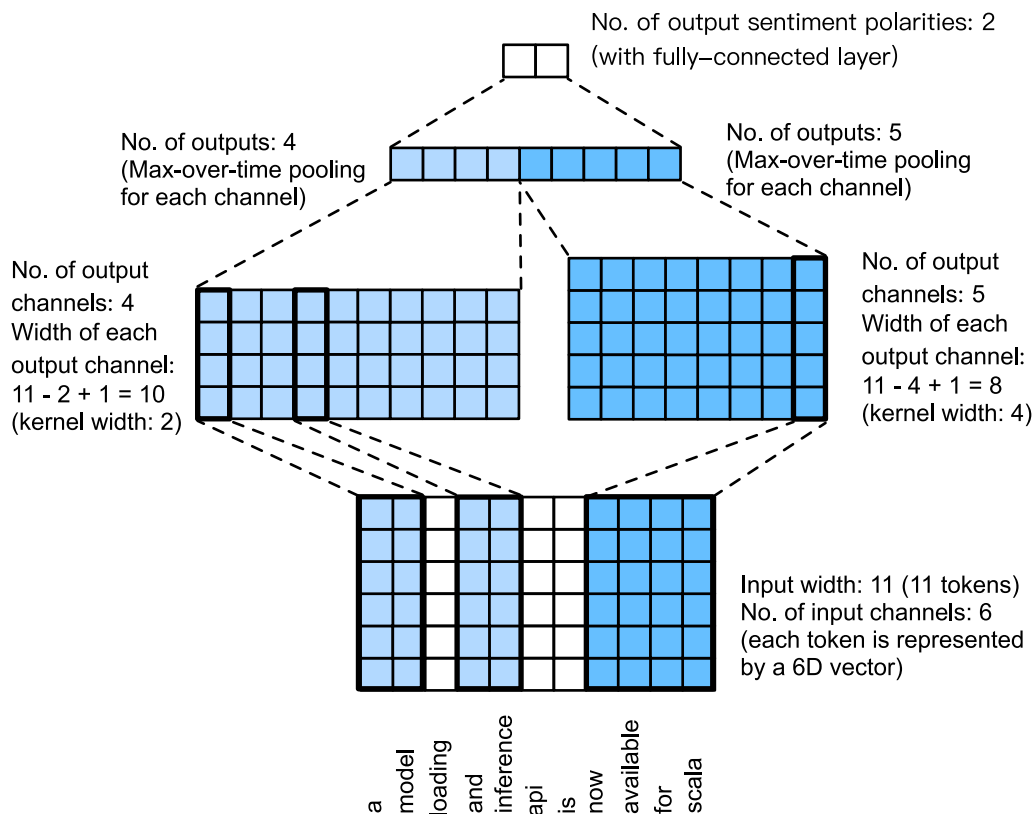 No. of output sentiment polarities: 2
(with fully–connected layer)
No. of outputs: 4
(Max-over-time pooling
for each channel)
No. of outputs: 5
(Max-over-time pooling
for each channel)
No. of output
channels: 4
Width of each
output channel:
11 - 2 + 1 = 10
(kernel width: 2)
No. of output
channels: 5
Width of each
output channel:
11 - 4 + 1 = 8
(kernel width: 4)
Input width: 11 (11 tokens)
No. of input channels: 6
(each token is represented
by a 6D vector)
a
model
loading
and
inference
api
is
now
available
for
scala